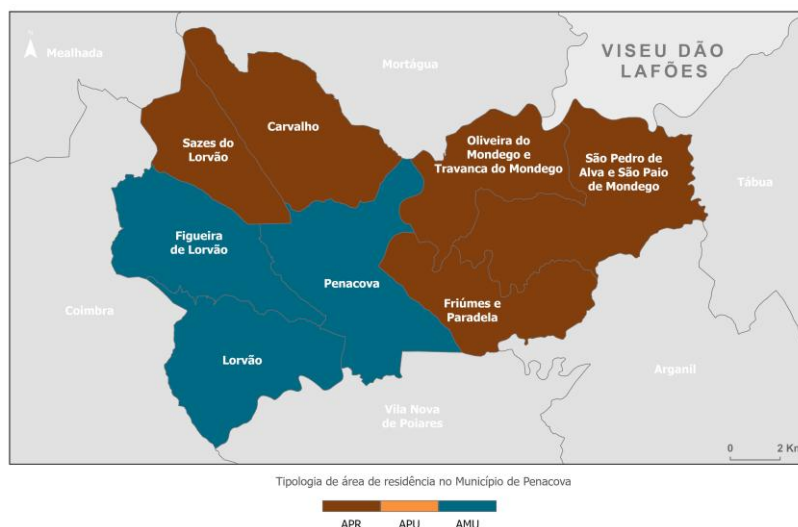 N
Mealhada
Mortágua
VISEU DÃO
LAFÕES
Carvalho
Sazes do
Lorvão
Oliveira do
Mondego e
Travanca do Mondego
São Pedro de
Alva e São Paio
de Mondego
Tábua
Figueira
de Lorvão
Penacova
Friúmes e
Paradela
Coimbra
Lorvão
Arganil
Vila Nova
de Poiares
0 2 Km
Tipologia de área de residência no Município de Penacova
APR APU AMU